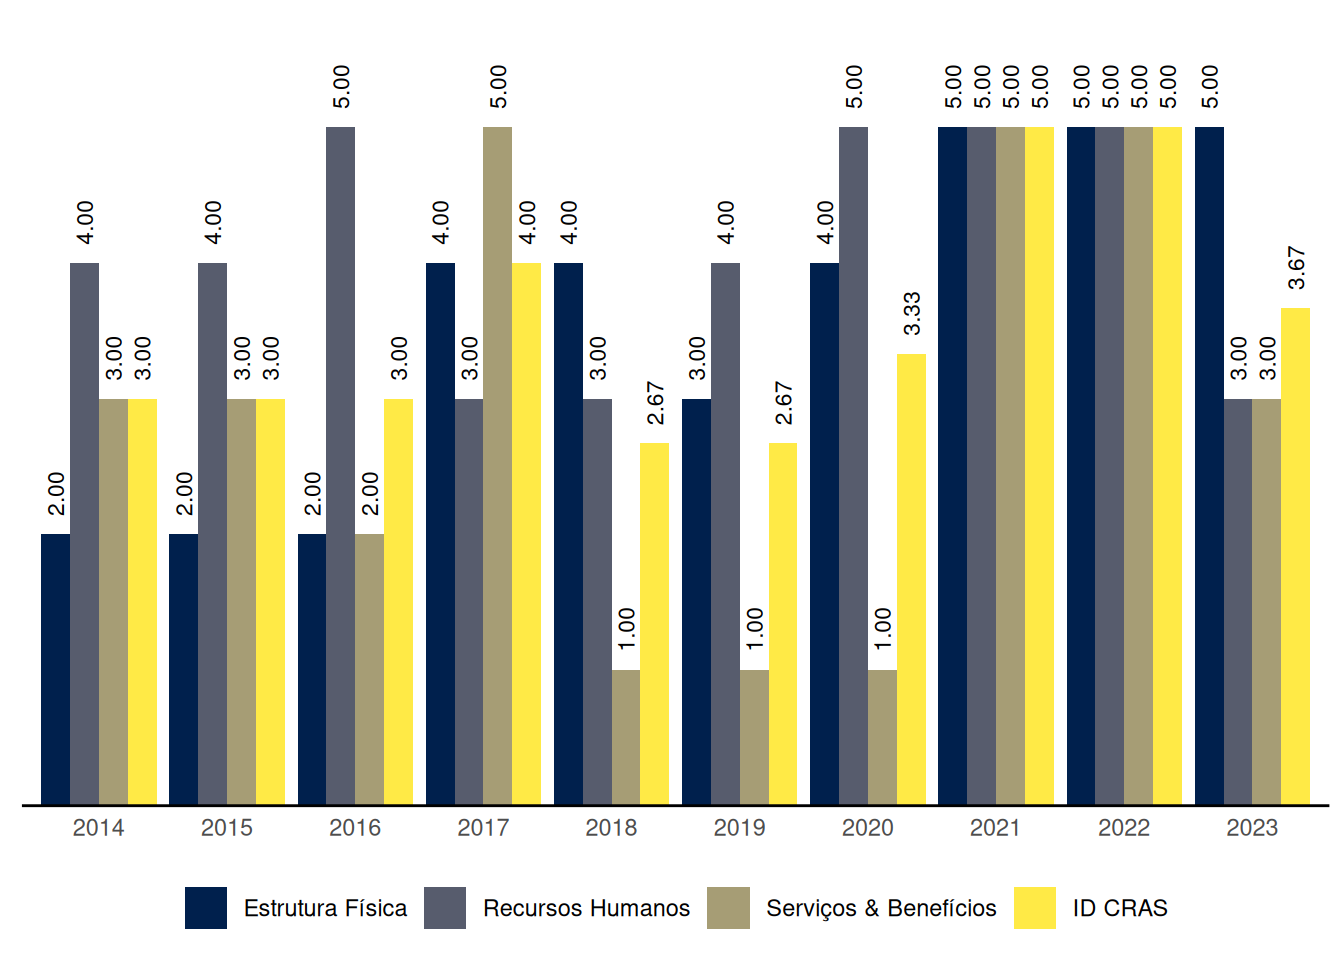 2.00 4.00 3.00 3.00 2.00 4.00 3.00 3.00 2.00 5.00 2.00 3.00 4.00 3.00 5.00 4.00 4.00 3.00 1.00 2.67 3.00 4.00 1.00 2.67 4.00 5.00 1.00 3.33 5.00 5.00 5.00 5.00 5.00 5.00 5.00 5.00 5.00 3.00 3.00 3.67
2014 2015 2016 2017 2018 2019 2020 2021 2022 2023
Estrutura Física Recursos Humanos Serviços & Benefícios ID CRAS